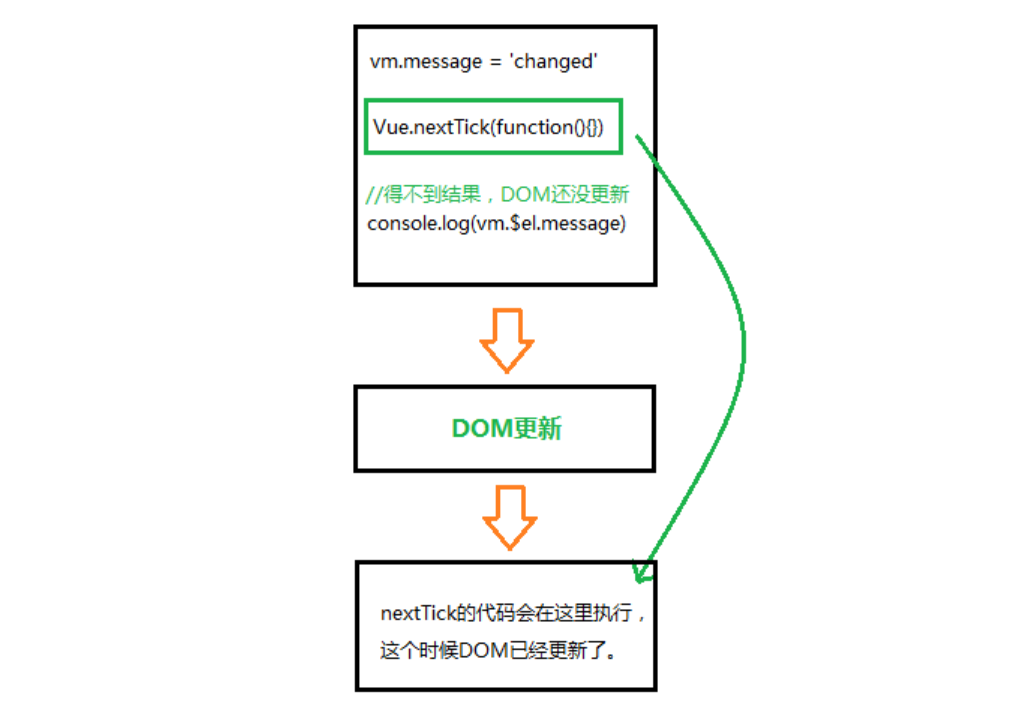 vm.message = 'changed'
Vue.nextTick(function(){})
//得不到结果，DOM还没更新
console.log(vm.$el.message)
DOM更新
nextTick的代码会在这里执行，
这个时候DOM已经更新了。